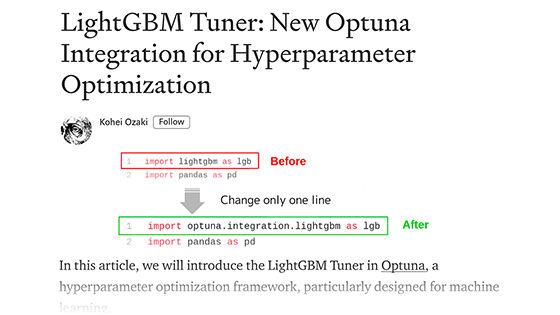 LightGBM Tuner: New Optuna
Integration for Hyperparameter
Optimization
Kohei Ozaki Follow
1 import lightgbm as lgb Before
2 import pandas as pd
Change only one line
1 import optuna.integration.lightgbm as lgb After
2 import pandas as pd
In this article, we will introduce the LightGBM Tuner in Optuna, a
hyperparameter optimization framework, particularly designed for machine
learning.